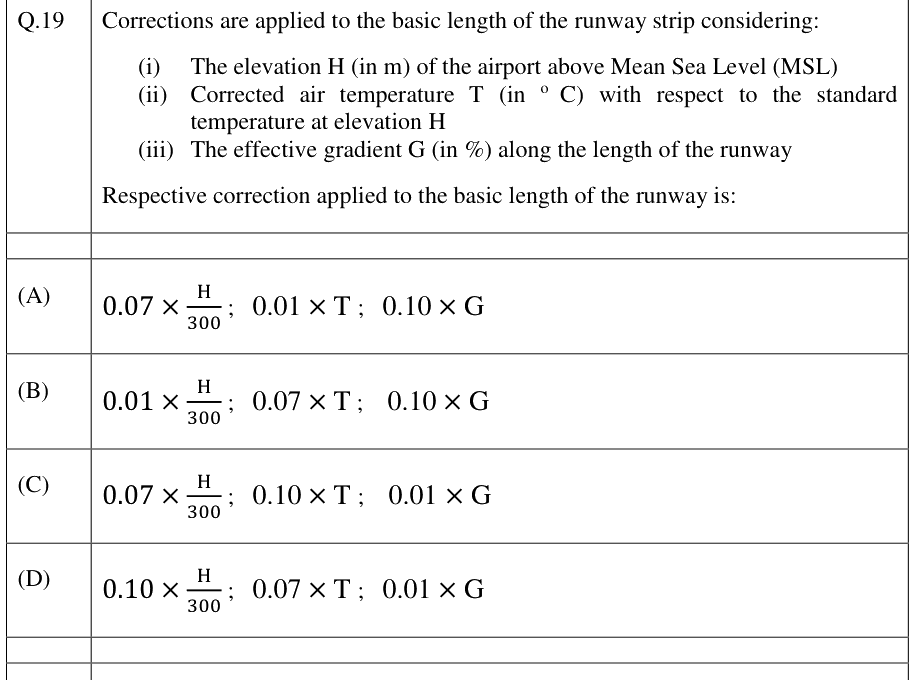 Q.19 Corrections are applied to the basic length of the runway strip considering:
(i) The elevation H (in m) of the airport above Mean Sea Level (MSL)
(ii) Corrected air temperature T (in ° C) with respect to the standard
temperature at elevation H
(iii) The effective gradient G (in %) along the length of the runway
Respective correction applied to the basic length of the runway is:
(A) 0.07 × H/300 ; 0.01 × T ; 0.10 × G
(B) 0.01 × H/300 ; 0.07 × T ; 0.10 × G
(C) 0.07 × H/300 ; 0.10 × T ; 0.01 × G
(D) 0.10 × H/300 ; 0.07 × T ; 0.01 × G